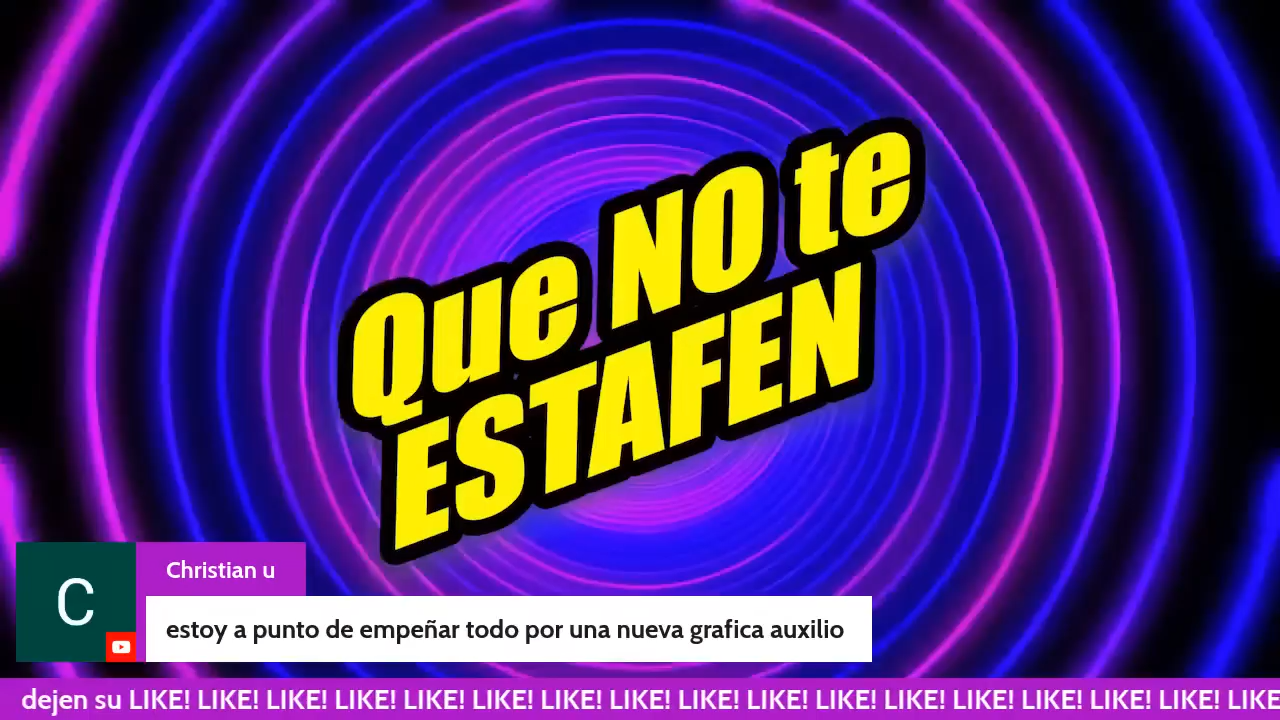 Que NO te
ESTAFEN
C
Christian u
estoy a punto de empeñar todo por una nueva grafica auxilio
dejen su LIKE! LIKE! LIKE! LIKE! LIKE! LIKE! LIKE! LIKE! LIKE! LIKE! LIKE! LIKE! LIKE! LIKE! LIKE! LIKE! LIKE